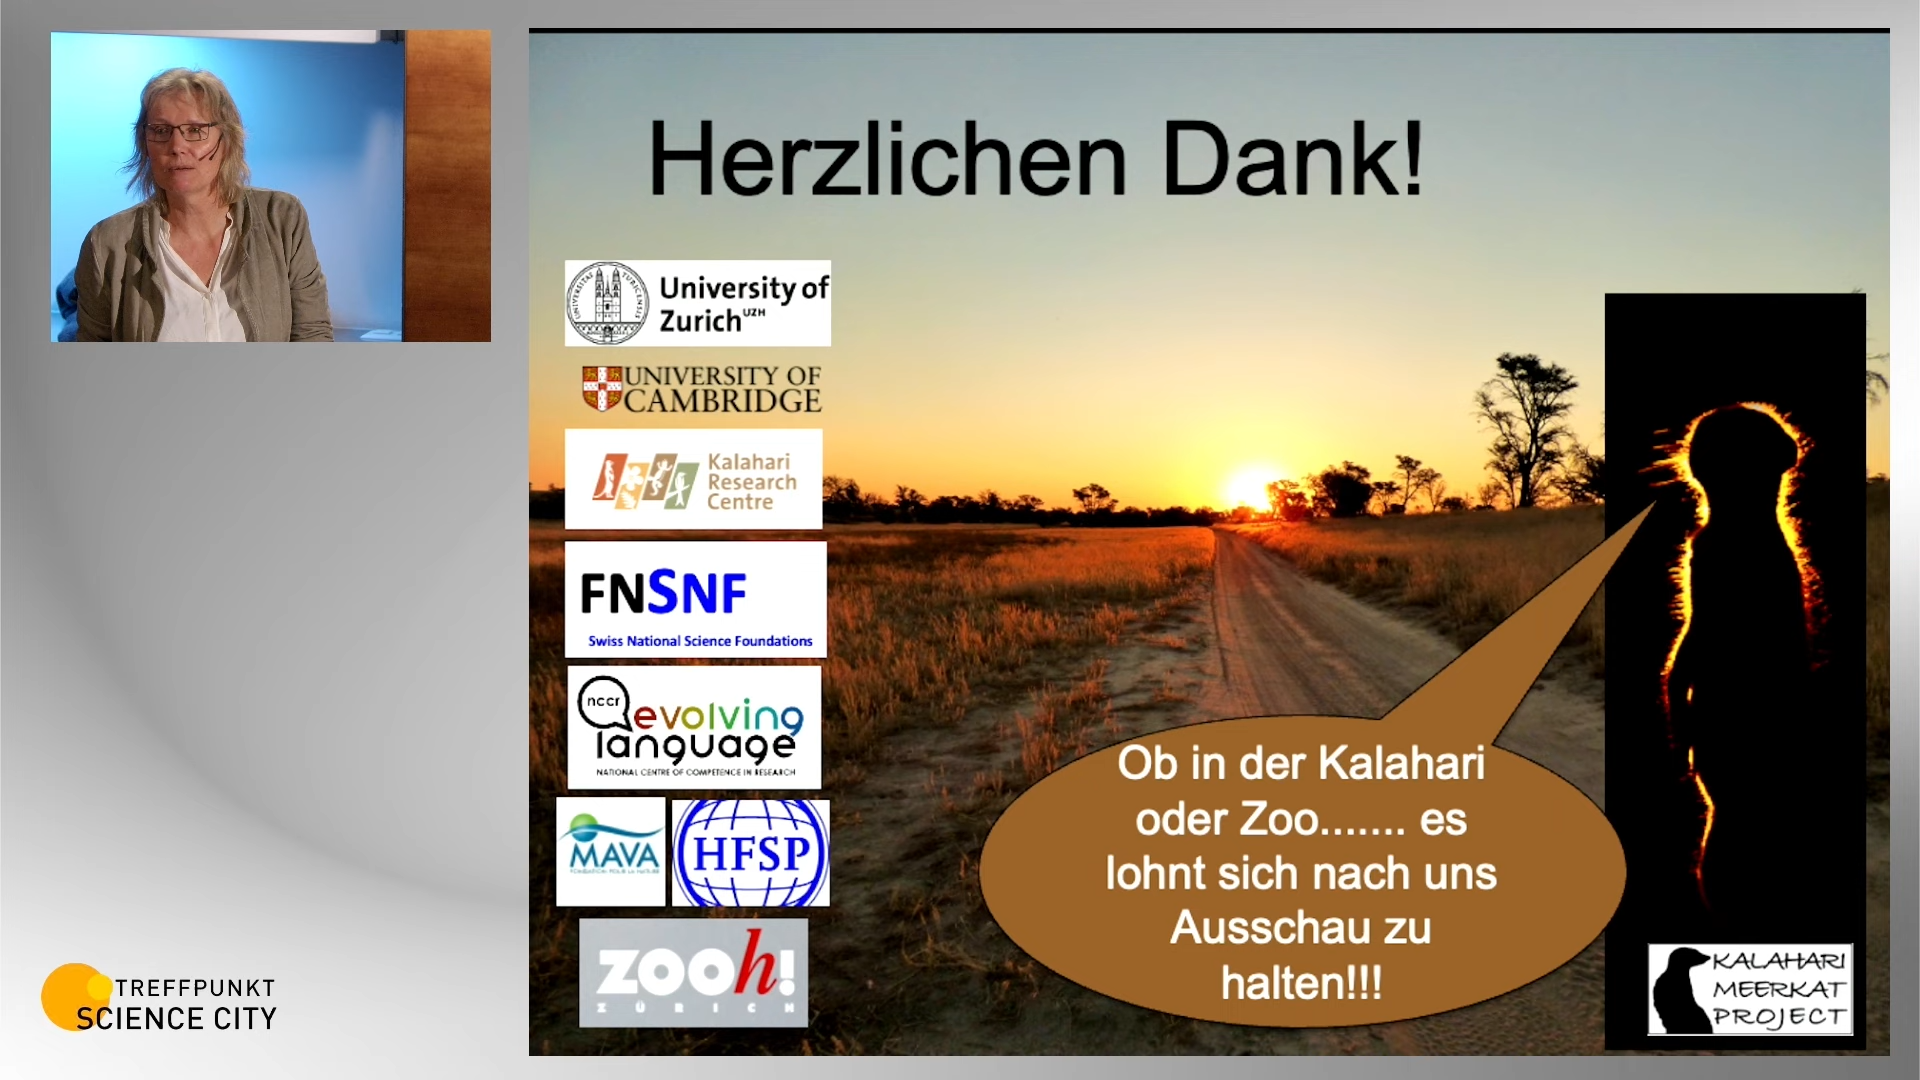 Herzlichen Dank!
UNIVERSITAS TURICENSIS
University of
Zurich UZH
UNIVERSITY OF
CAMBRIDGE
Kalahari
Research
Centre
FNSNF
Swiss National Science Foundations
nccr
evolving
language
NATIONAL CENTRE OF COMPETENCE IN RESEARCH
MAVA
HFSP
ZOOh!
ZÜRICH
Ob in der Kalahari
oder Zoo....... es
lohnt sich nach uns
Ausschau zu
halten!!!
KALAHARI
MEERKAT
PROJECT
TREFFPUNKT
SCIENCE CITY